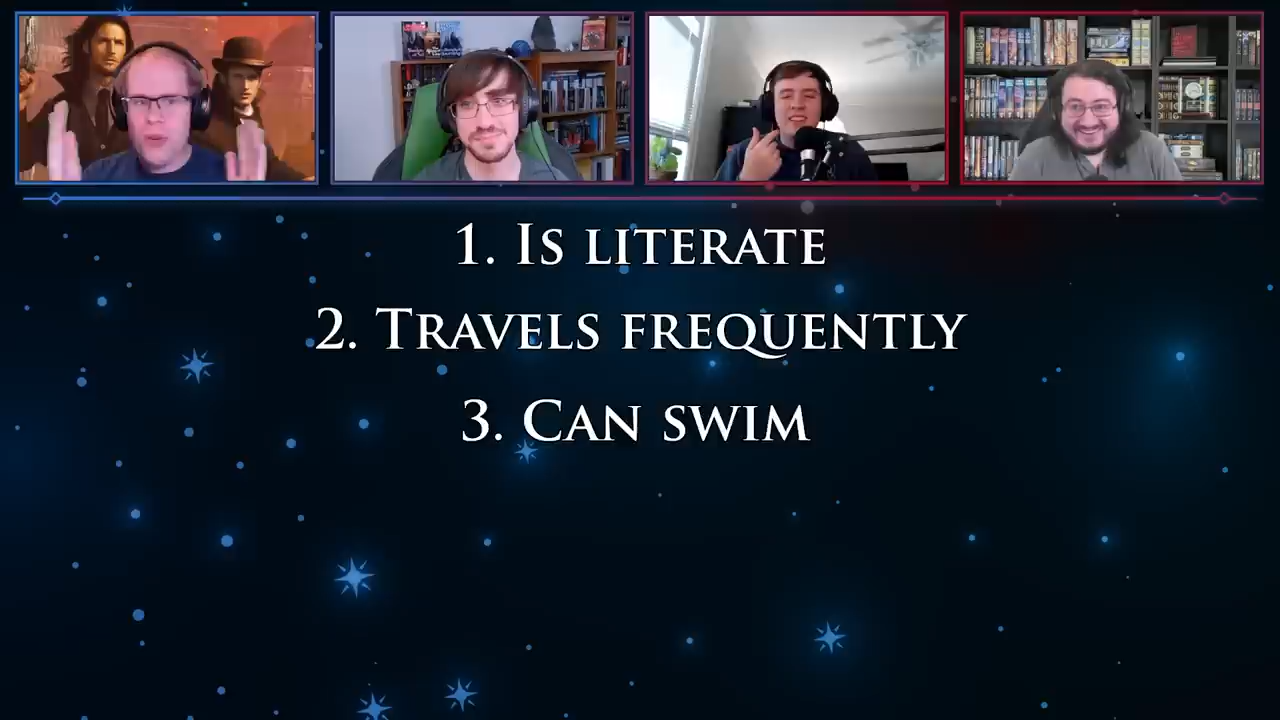 1. Is literate
2. Travels frequently
3. Can swim